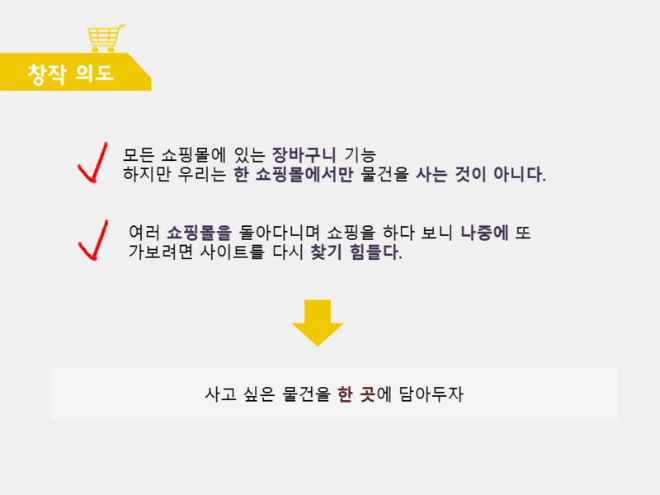 창작 의도
모든 쇼핑몰에 있는 장바구니 기능
하지만 우리는 한 쇼핑몰에서만 물건을 사는 것이 아니다.
여러 쇼핑몰을 돌아다니며 쇼핑을 하다 보니 나중에 또
가보려면 사이트를 다시 찾기 힘들다.
사고 싶은 물건을 한 곳에 담아두자